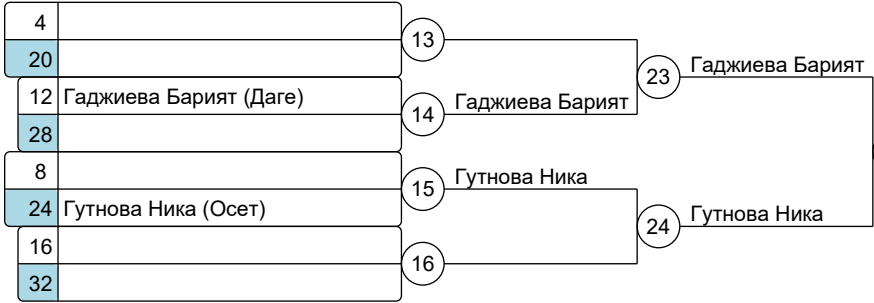 4
13
20
23 Гаджиева Барият
12 Гаджиева Барият (Даге)
14 Гаджиева Барият
28
8
15 Гутнова Ника
24 Гутнова Ника (Осет)
24 Гутнова Ника
16
16
32